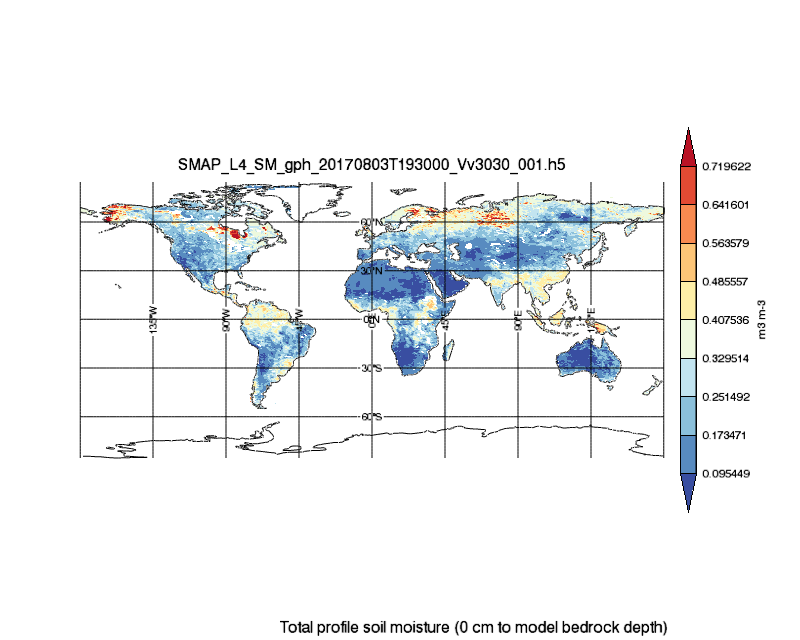 SMAP_L4_SM_gph_20170803T193000_Vv3030_001.h5
0.719622
0.641601
0.563579
0.485557
0.407536
0.329514
0.251492
0.173471
0.095449
m3 m-3
60°N
30°N
0°N
30°S
60°S
135°W
90°W
45°W
0°E
45°E
90°E
Total profile soil moisture (0 cm to model bedrock depth)